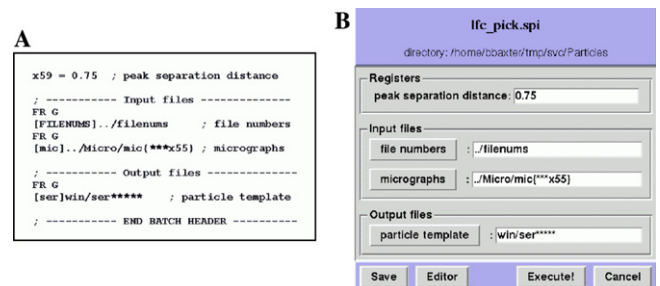 A
x59 = 0.75 ; peak separation distance
; ----------- Input files --------------
FR G
[FILENUMS]../filenums ; file numbers
FR G
[mic]../Micro/mic{***x55} ; micrographs
; ----------- Output files -------------
FR G
[ser]win/ser***** ; particle template
; ----------- END BATCH HEADER ----------
B
lfc_pick.spi
directory: /home/bbaxter/tmp/svc/Particles
Registers
peak separation distance: 0.75
Input files
file numbers : ../filenums
micrographs : ../Micro/mic{***x55}
Output files
particle template : win/ser*****
Save Editor Execute! Cancel